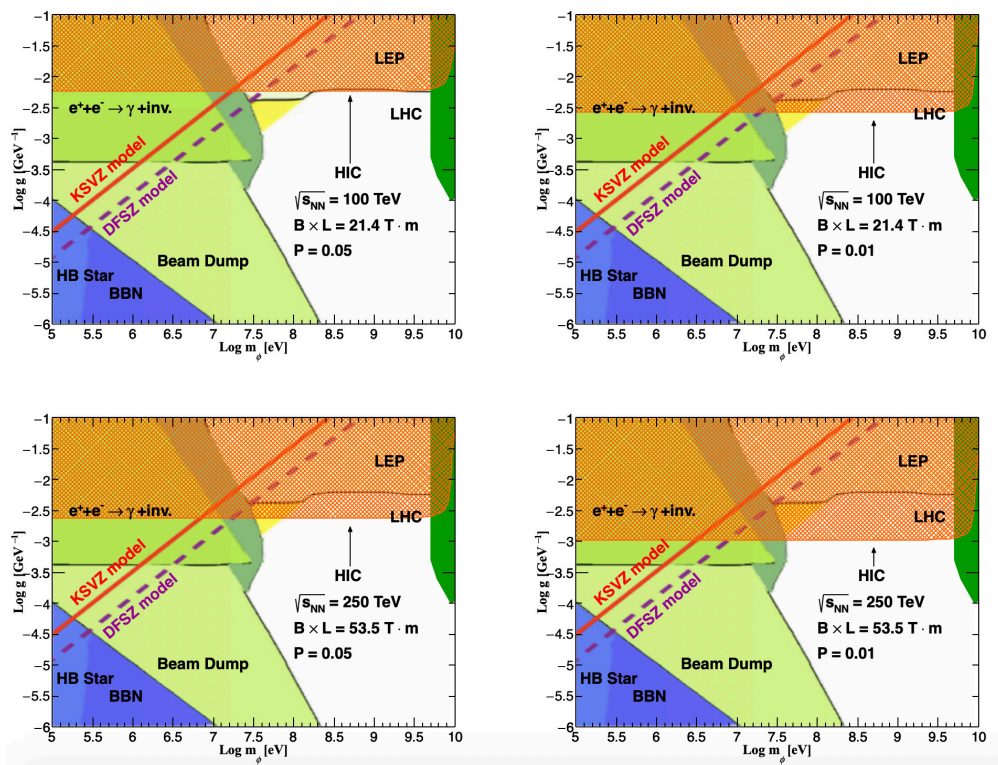 −1
−1.5
−2
−2.5
−3
−3.5
−4
−4.5
−5
−5.5
−6
Log g [GeV⁻¹]
LEP
e⁺+e⁻ → γ +inv.
LHC
KSVZ model
DFSZ model
HIC
√s_NN = 100 TeV
B × L = 21.4 T · m
P = 0.05
Beam Dump
HB Star
BBN
5 5.5 6 6.5 7 7.5 8 8.5 9 9.5 10
Log m_ϕ [eV]
−1
−1.5
−2
−2.5
−3
−3.5
−4
−4.5
−5
−5.5
−6
Log g [GeV⁻¹]
LEP
e⁺+e⁻ → γ +inv.
LHC
KSVZ model
DFSZ model
HIC
√s_NN = 100 TeV
B × L = 21.4 T · m
P = 0.01
Beam Dump
HB Star
BBN
5 5.5 6 6.5 7 7.5 8 8.5 9 9.5 10
Log m_ϕ [eV]
−1
−1.5
−2
−2.5
−3
−3.5
−4
−4.5
−5
−5.5
−6
Log g [GeV⁻¹]
LEP
e⁺+e⁻ → γ +inv.
LHC
KSVZ model
DFSZ model
HIC
√s_NN = 250 TeV
B × L = 53.5 T · m
P = 0.05
Beam Dump
HB Star
BBN
5 5.5 6 6.5 7 7.5 8 8.5 9 9.5 10
Log m_ϕ [eV]
−1
−1.5
−2
−2.5
−3
−3.5
−4
−4.5
−5
−5.5
−6
Log g [GeV⁻¹]
LEP
e⁺+e⁻ → γ +inv.
LHC
KSVZ model
DFSZ model
HIC
√s_NN = 250 TeV
B × L = 53.5 T · m
P = 0.01
Beam Dump
HB Star
BBN
5 5.5 6 6.5 7 7.5 8 8.5 9 9.5 10
Log m_ϕ [eV]